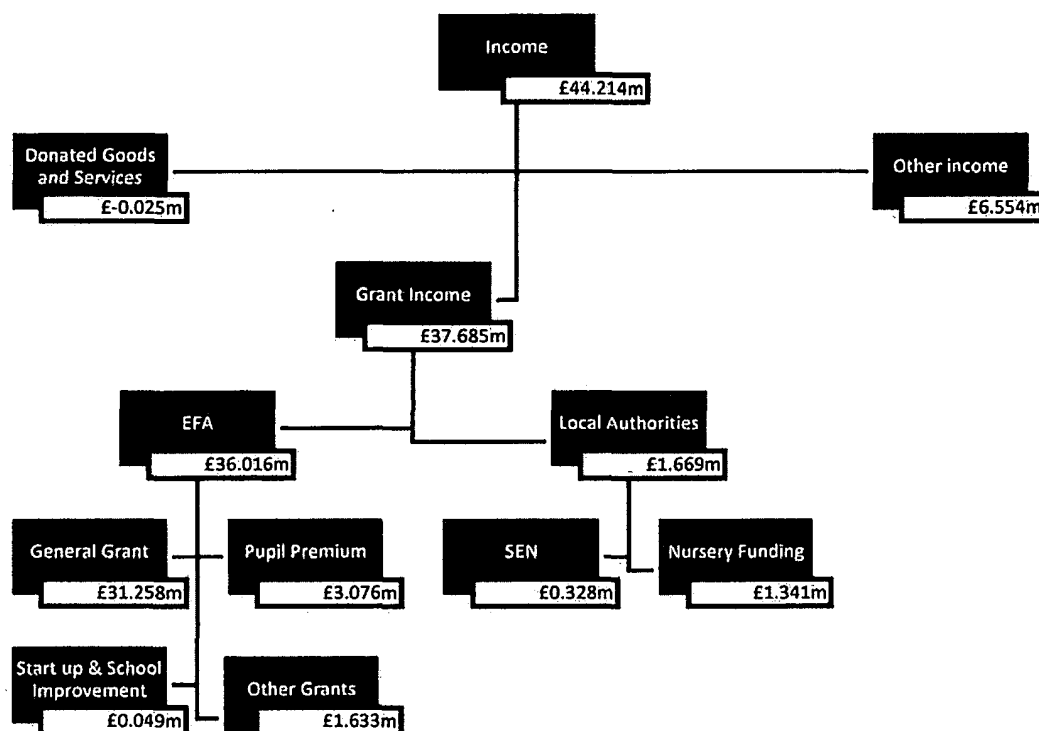 Income
£44.214m
Donated Goods
and Services
£-0.025m
Other income
£6.554m
Grant Income
£37.685m
EFA
£36.016m
Local Authorities
£1.669m
General Grant
£31.258m
Pupil Premium
£3.076m
SEN
£0.328m
Nursery Funding
£1.341m
Start up & School
Improvement
£0.049m
Other Grants
£1.633m